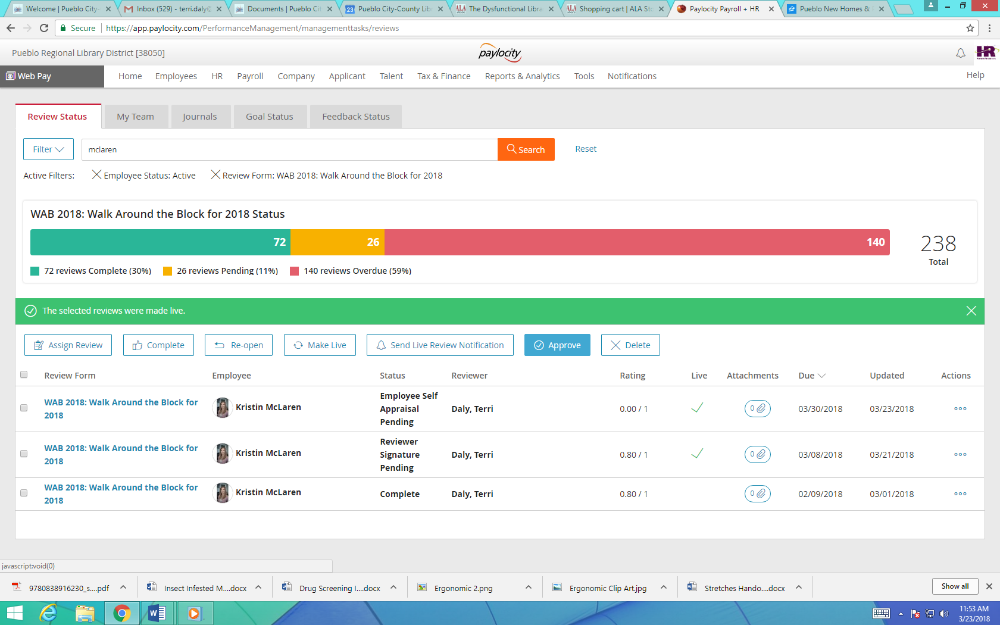 Welcome | Pueblo City- Inbox (529) - terri.daly@ Documents | Pueblo Cit Pueblo City-County Lib The Dysfunctional Libra Shopping cart | ALA Sto Paylocity Payroll + HR Pueblo New Homes &
Secure https://app.paylocity.com/PerformanceManagement/managementtasks/reviews
Pueblo Regional Library District [38050] paylocity HR
Web Pay Home Employees HR Payroll Company Applicant Talent Tax & Finance Reports & Analytics Tools Notifications Help
Review Status My Team Journals Goal Status Feedback Status
Filter mclaren Search Reset
Active Filters: Employee Status: Active Review Form: WAB 2018: Walk Around the Block for 2018
WAB 2018: Walk Around the Block for 2018 Status
72 26 140 238
Total
72 reviews Complete (30%) 26 reviews Pending (11%) 140 reviews Overdue (59%)
The selected reviews were made live.
Assign Review Complete Re-open Make Live Send Live Review Notification Approve Delete
Review Form Employee Status Reviewer Rating Live Attachments Due Updated Actions
WAB 2018: Walk Around the Block for 2018 Kristin McLaren Employee Self Appraisal Pending Daly, Terri 0.00 / 1 0 03/30/2018 03/23/2018
WAB 2018: Walk Around the Block for 2018 Kristin McLaren Reviewer Signature Pending Daly, Terri 0.80 / 1 0 03/08/2018 03/21/2018
WAB 2018: Walk Around the Block for 2018 Kristin McLaren Complete Daly, Terri 0.80 / 1 0 02/09/2018 03/01/2018
javascript:void(0)
9780838916230_s....pdf Insect Infested M....docx Drug Screening I....docx Ergonomic 2.png Ergonomic Clip Art.jpg Stretches Hando....docx Show all
11:53 AM
3/23/2018